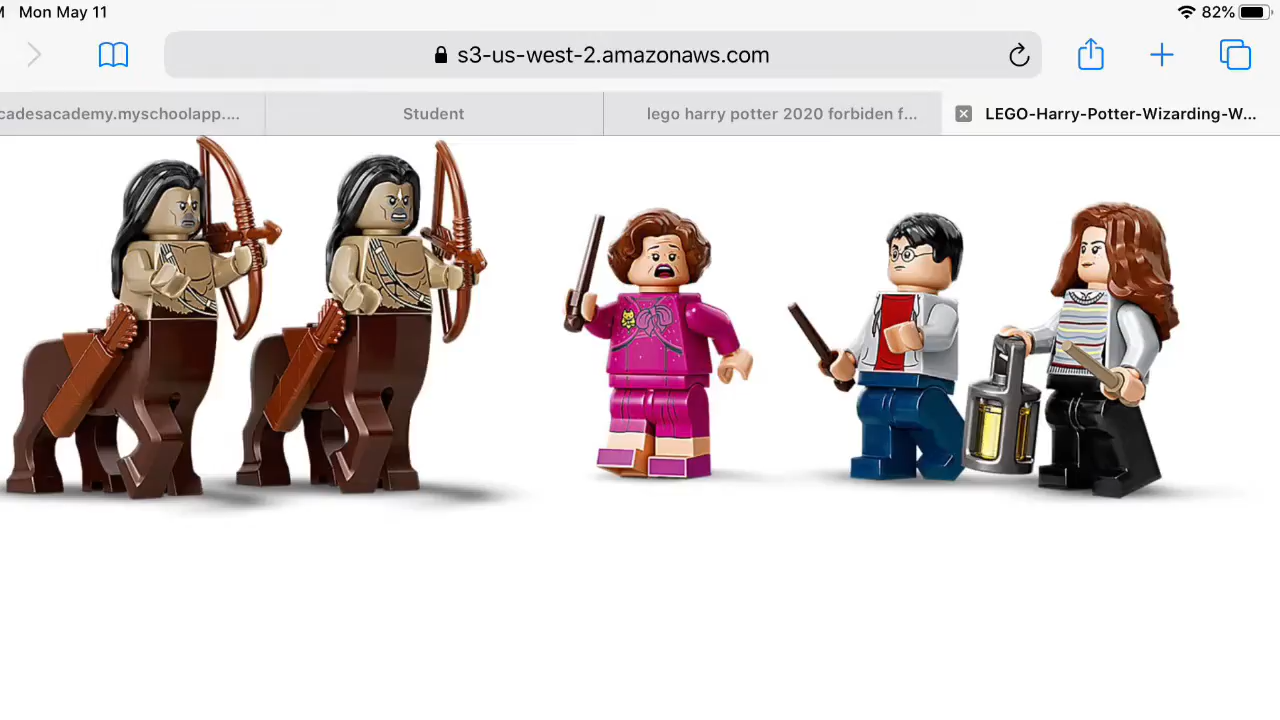 Mon May 11
82%
s3-us-west-2.amazonaws.com
cadesacademy.myschoolapp....
Student
lego harry potter 2020 forbiden f...
LEGO-Harry-Potter-Wizarding-W...